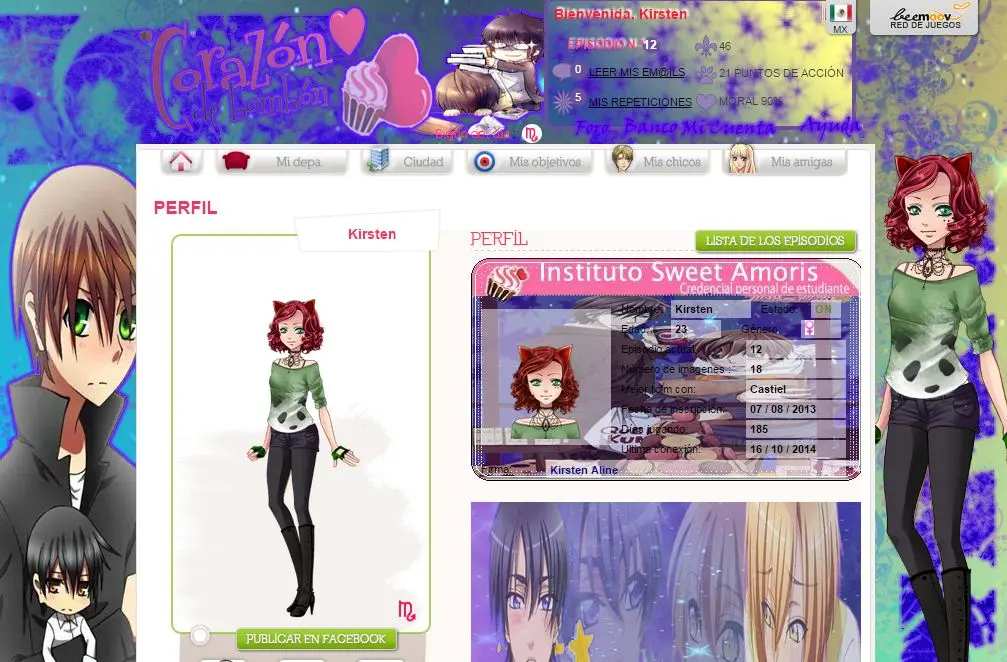 Bienvenida, Kirsten
MX
beemoov
RED DE JUEGOS
Corazón
de bombón
EPISODIO N° 12
46
0 LEER MIS EM@ILS
21 PUNTOS DE ACCIÓN
5 MIS REPETICIONES
MORAL 90%
Foro Banco Mi Cuenta Ayuda
Mi depa
Ciudad
Mis objetivos
Mis chicos
Mis amigas
PERFIL
Kirsten
PERFIL
LISTA DE LOS EPISODIOS
Instituto Sweet Amoris
Credencial personal de estudiante
Nombre: Kirsten Estado: ON
Edad: 23 Género:
Episodio actual: 12
Número de imagenes : 18
Mejor form con: Castiel
Fecha de inscripción: 07 / 08 / 2013
Días jugando: 185
Última conexión: 16 / 10 / 2014
Firma: Kirsten Aline
PUBLICAR EN FACEBOOK